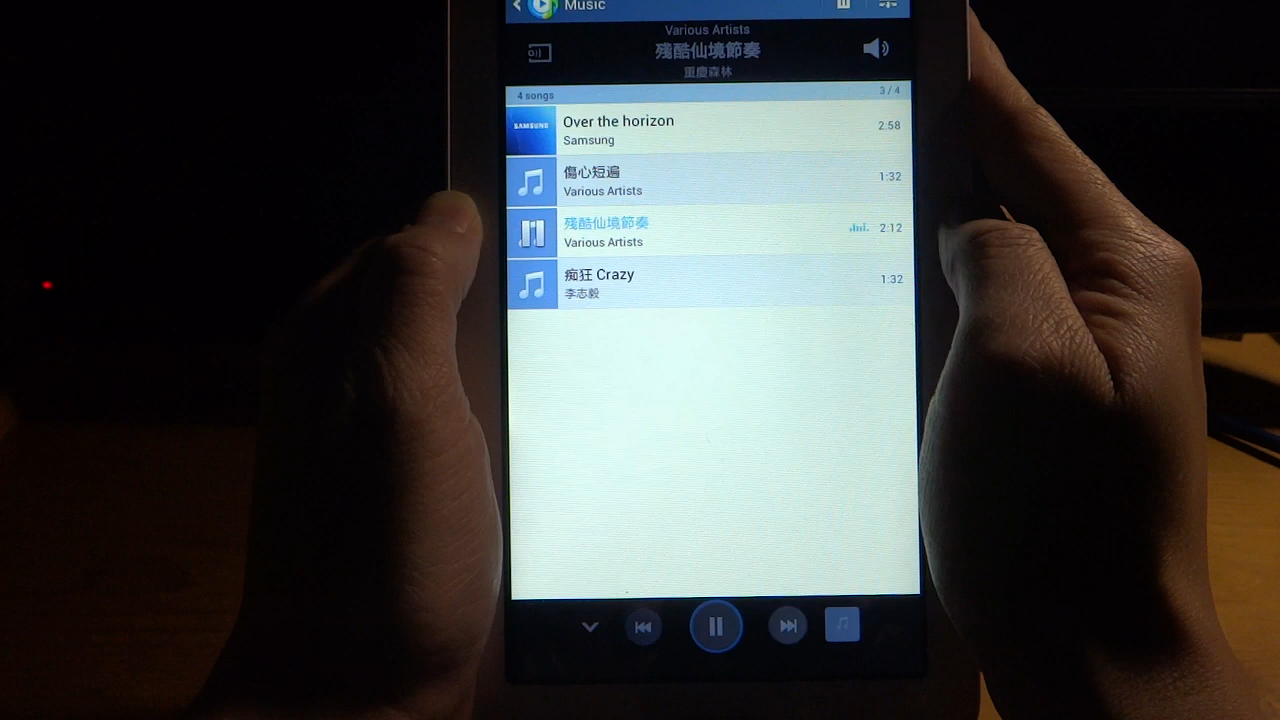 Music
Various Artists
殘酷仙境節奏
重慶森林
4 songs 3 / 4
SAMSUNG
Over the horizon 2:58
Samsung
傷心短遍 1:32
Various Artists
殘酷仙境節奏 2:12
Various Artists
痴狂 Crazy 1:32
李志毅